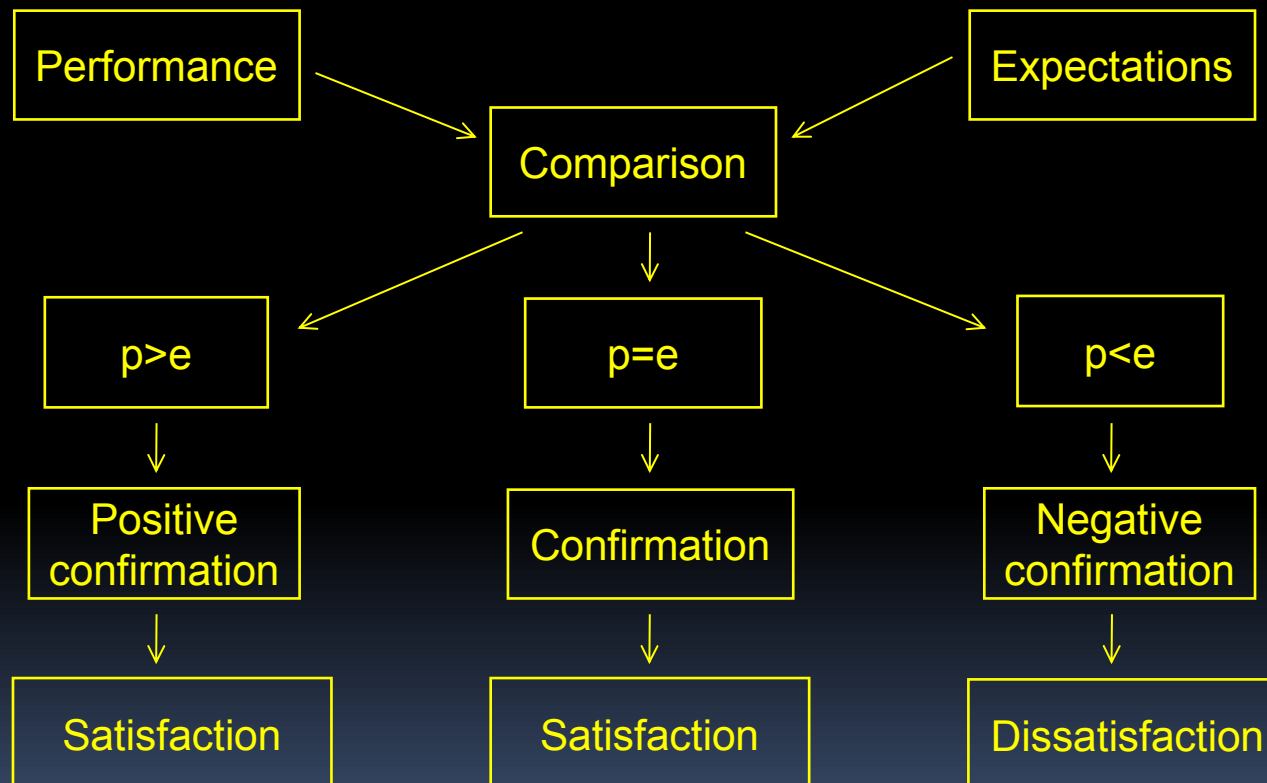 Performance
Expectations
Comparison
p>e
p=e
p<e
Positive
confirmation
Confirmation
Negative
confirmation
Satisfaction
Satisfaction
Dissatisfaction